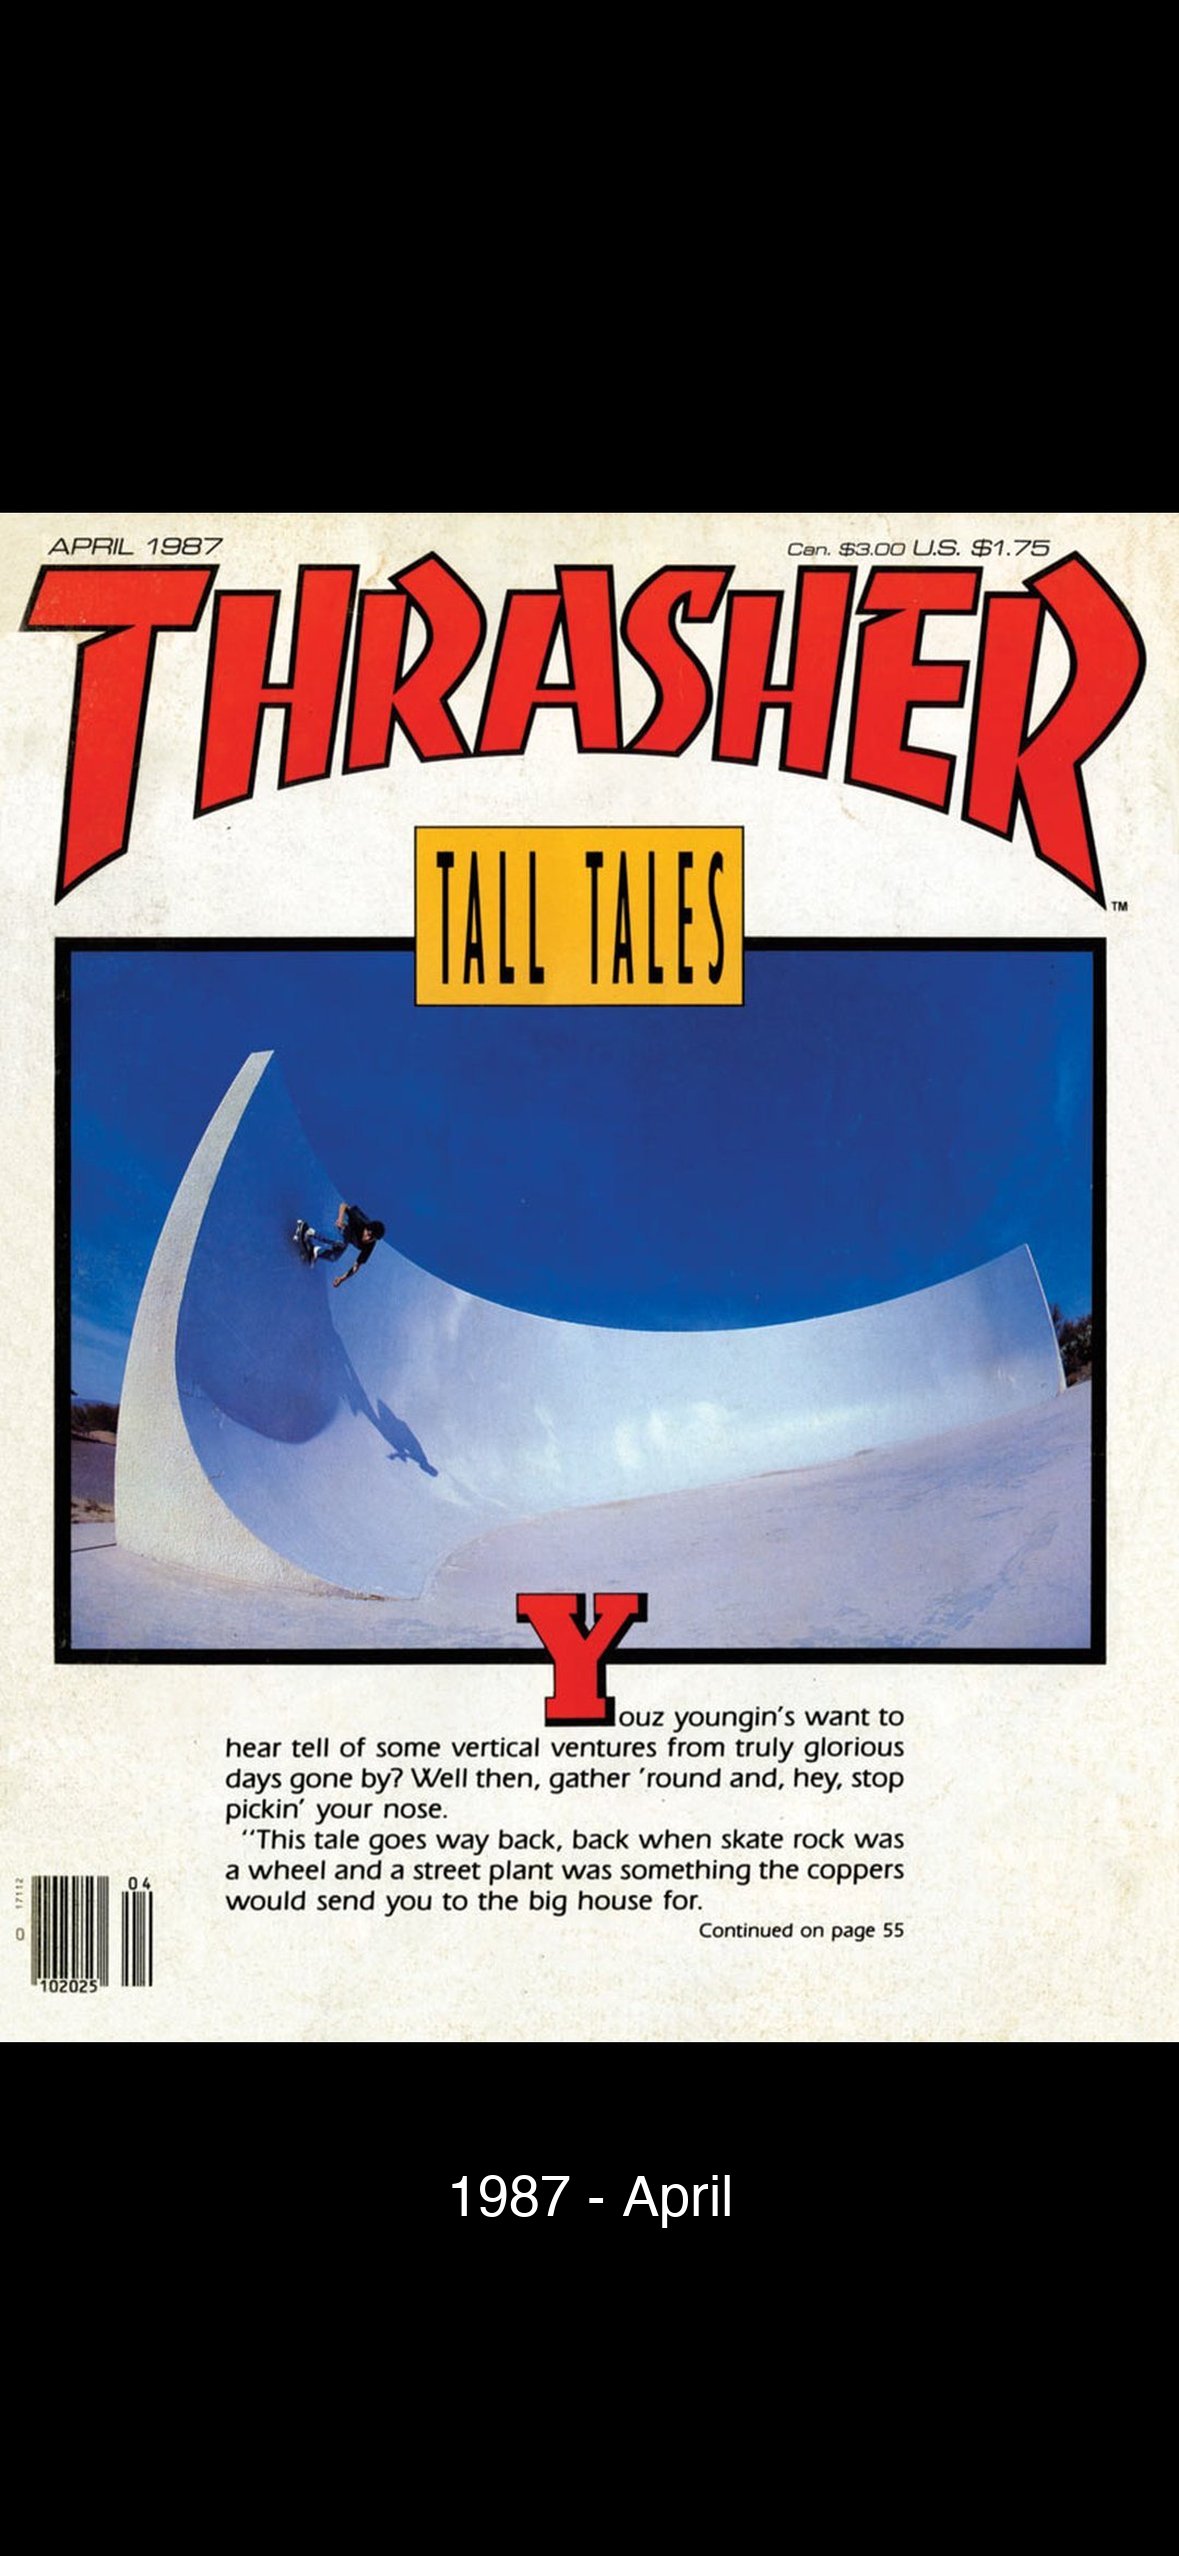 APRIL 1987
Can. $3.00 U.S. $1.75
THRASHER
TM
TALL TALES
Youz youngin's want to
hear tell of some vertical ventures from truly glorious
days gone by? Well then, gather 'round and, hey, stop
pickin' your nose.
"This tale goes way back, back when skate rock was
a wheel and a street plant was something the coppers
would send you to the big house for.
Continued on page 55
04
0
17112
102025
1987 - April